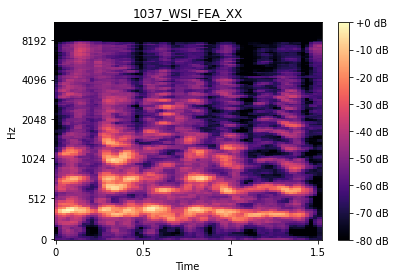 1037_WSI_FEA_XX
+0 dB
8192
-10 dB
4096
-20 dB
-30 dB
2048
Hz
-40 dB
1024
-50 dB
512
-60 dB
-70 dB
0
-80 dB
0
0.5
1
1.5
Time